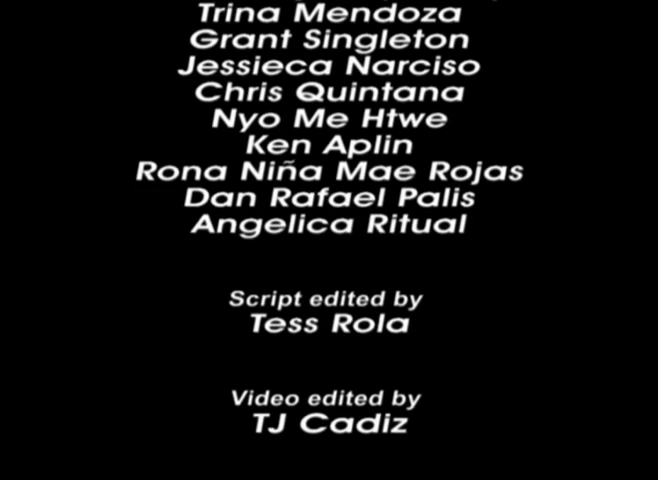 Trina Mendoza
Grant Singleton
Jessieca Narciso
Chris Quintana
Nyo Me Htwe
Ken Aplin
Rona Niña Mae Rojas
Dan Rafael Palis
Angelica Ritual
Script edited by
Tess Rola
Video edited by
TJ Cadiz